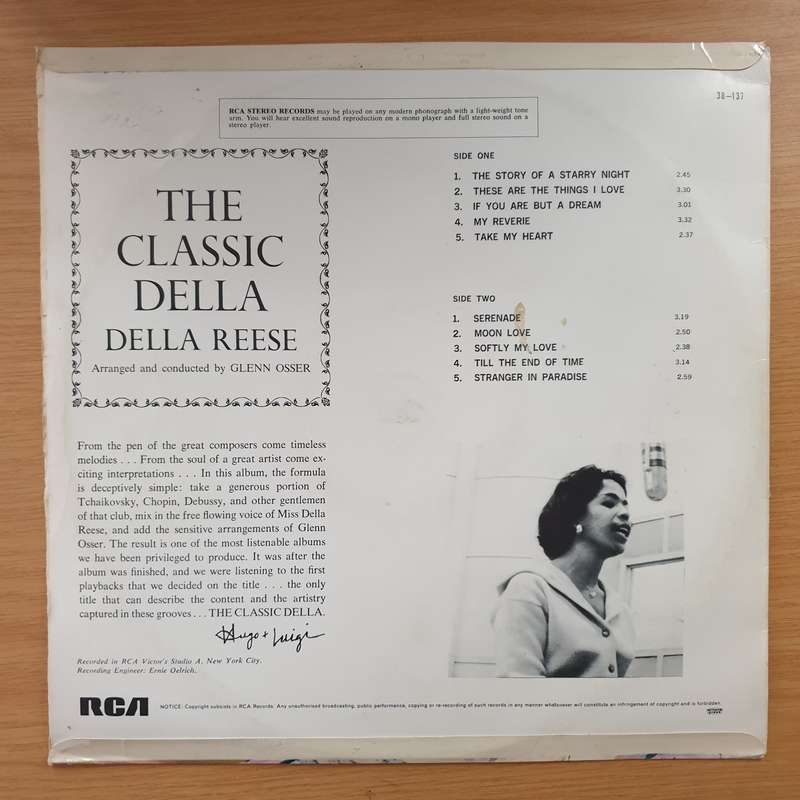 38-137
RCA STEREO RECORDS may be played on any modern phonograph with a light-weight tone
arm. You will hear excellent sound reproduction on a mono player and full stereo sound on a
stereo player.
THE
CLASSIC
DELLA
DELLA REESE
Arranged and conducted by GLENN OSSER
SIDE ONE
1. THE STORY OF A STARRY NIGHT 2.45
2. THESE ARE THE THINGS I LOVE 3.30
3. IF YOU ARE BUT A DREAM 3.01
4. MY REVERIE 3.32
5. TAKE MY HEART 2.37
SIDE TWO
1. SERENADE 3.19
2. MOON LOVE 2.50
3. SOFTLY MY LOVE 2.38
4. TILL THE END OF TIME 3.14
5. STRANGER IN PARADISE 2.59
From the pen of the great composers come timeless
melodies . . . From the soul of a great artist come ex-
citing interpretations . . . In this album, the formula
is deceptively simple: take a generous portion of
Tchaikovsky, Chopin, Debussy, and other gentlemen
of that club, mix in the free flowing voice of Miss Della
Reese, and add the sensitive arrangements of Glenn
Osser. The result is one of the most listenable albums
we have been privileged to produce. It was after the
album was finished, and we were listening to the first
playbacks that we decided on the title . . . the only
title that can describe the content and the artistry
captured in these grooves . . . THE CLASSIC DELLA.
Hugo + Luigi
Recorded in RCA Victor's Studio A, New York City.
Recording Engineer: Ernie Oelrich.
RCA
NOTICE: Copyright subsists in RCA Records. Any unauthorised broadcasting, public performance, copying or re-recording of such records in any manner whatsoever will constitute an infringement of copyright and is forbidden.